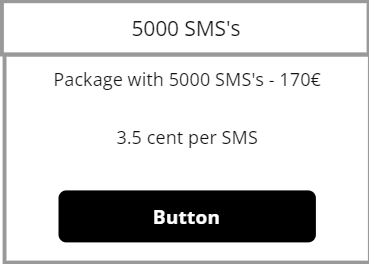 5000 SMS's
Package with 5000 SMS's - 170€
3.5 cent per SMS
Button